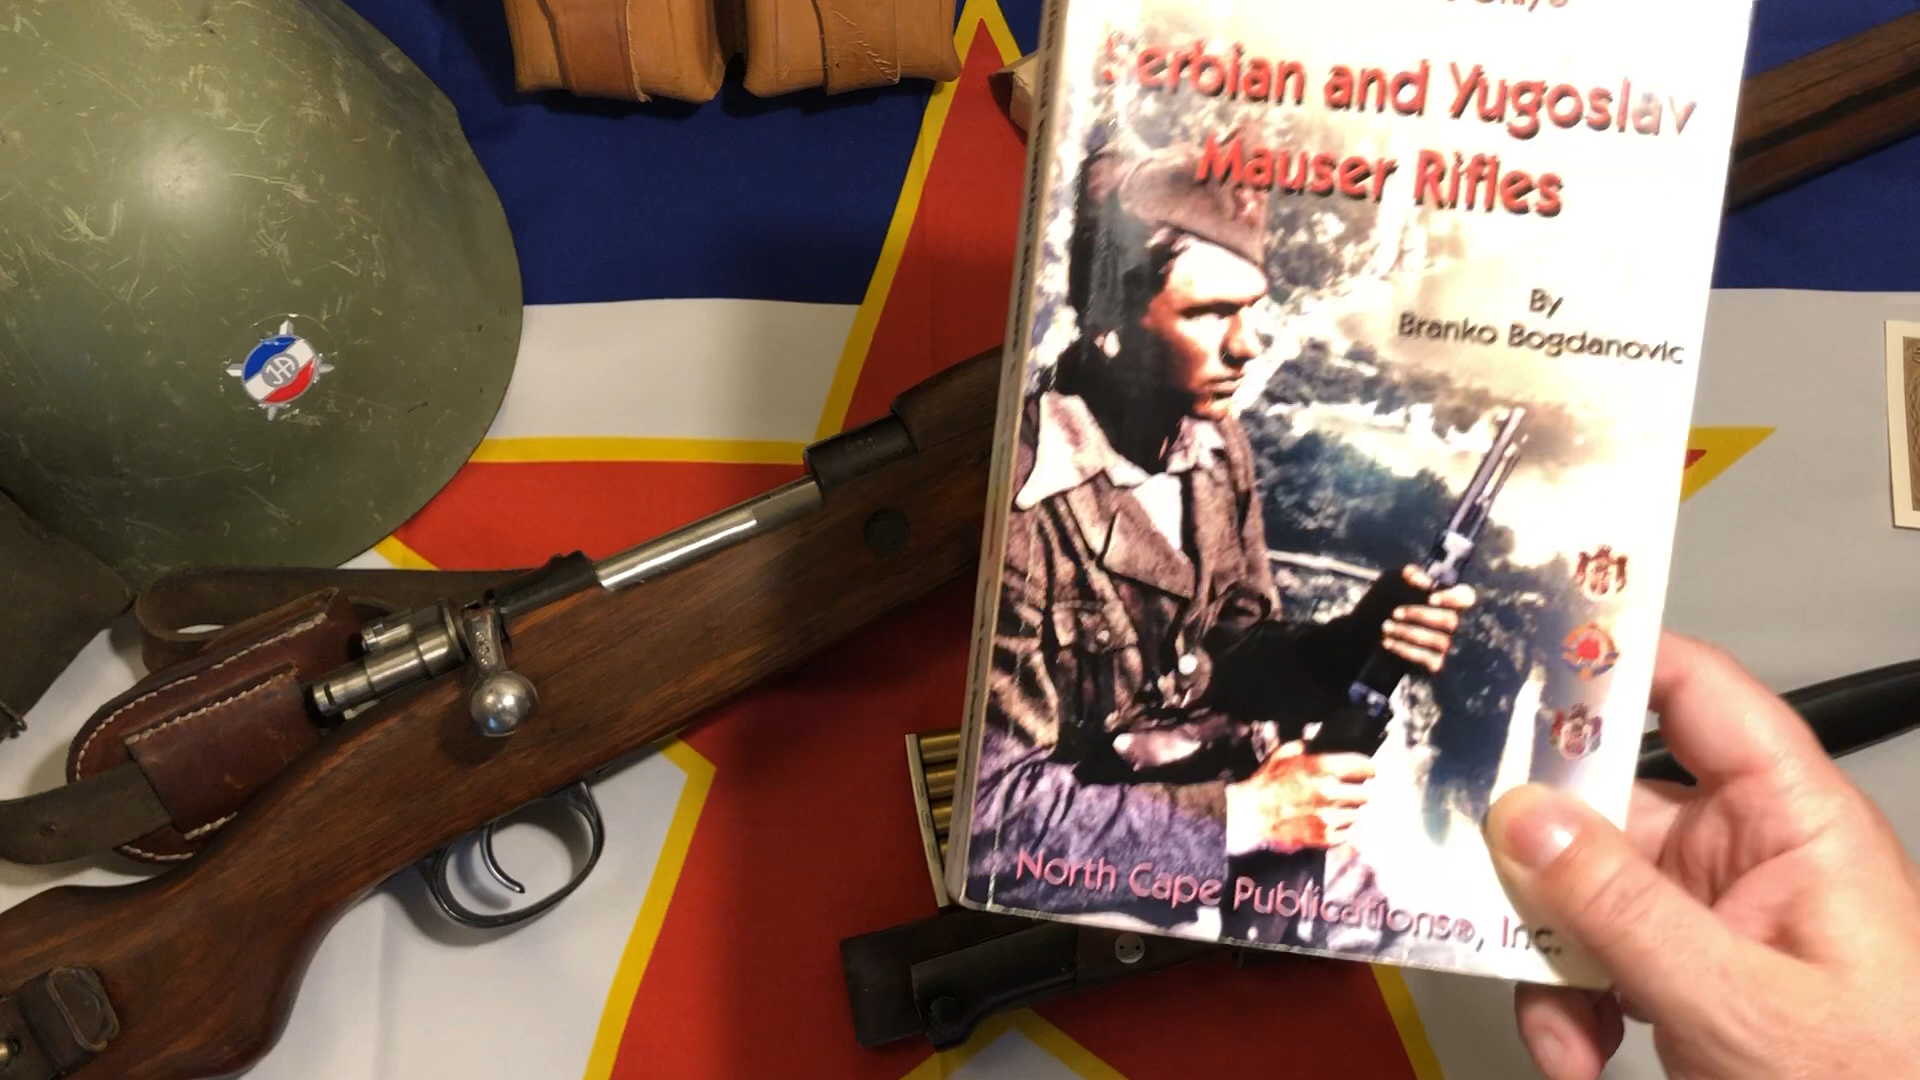 Serbian and Yugoslav
Mauser Rifles
By
Branko Bogdanovic
North Cape Publications®, Inc.